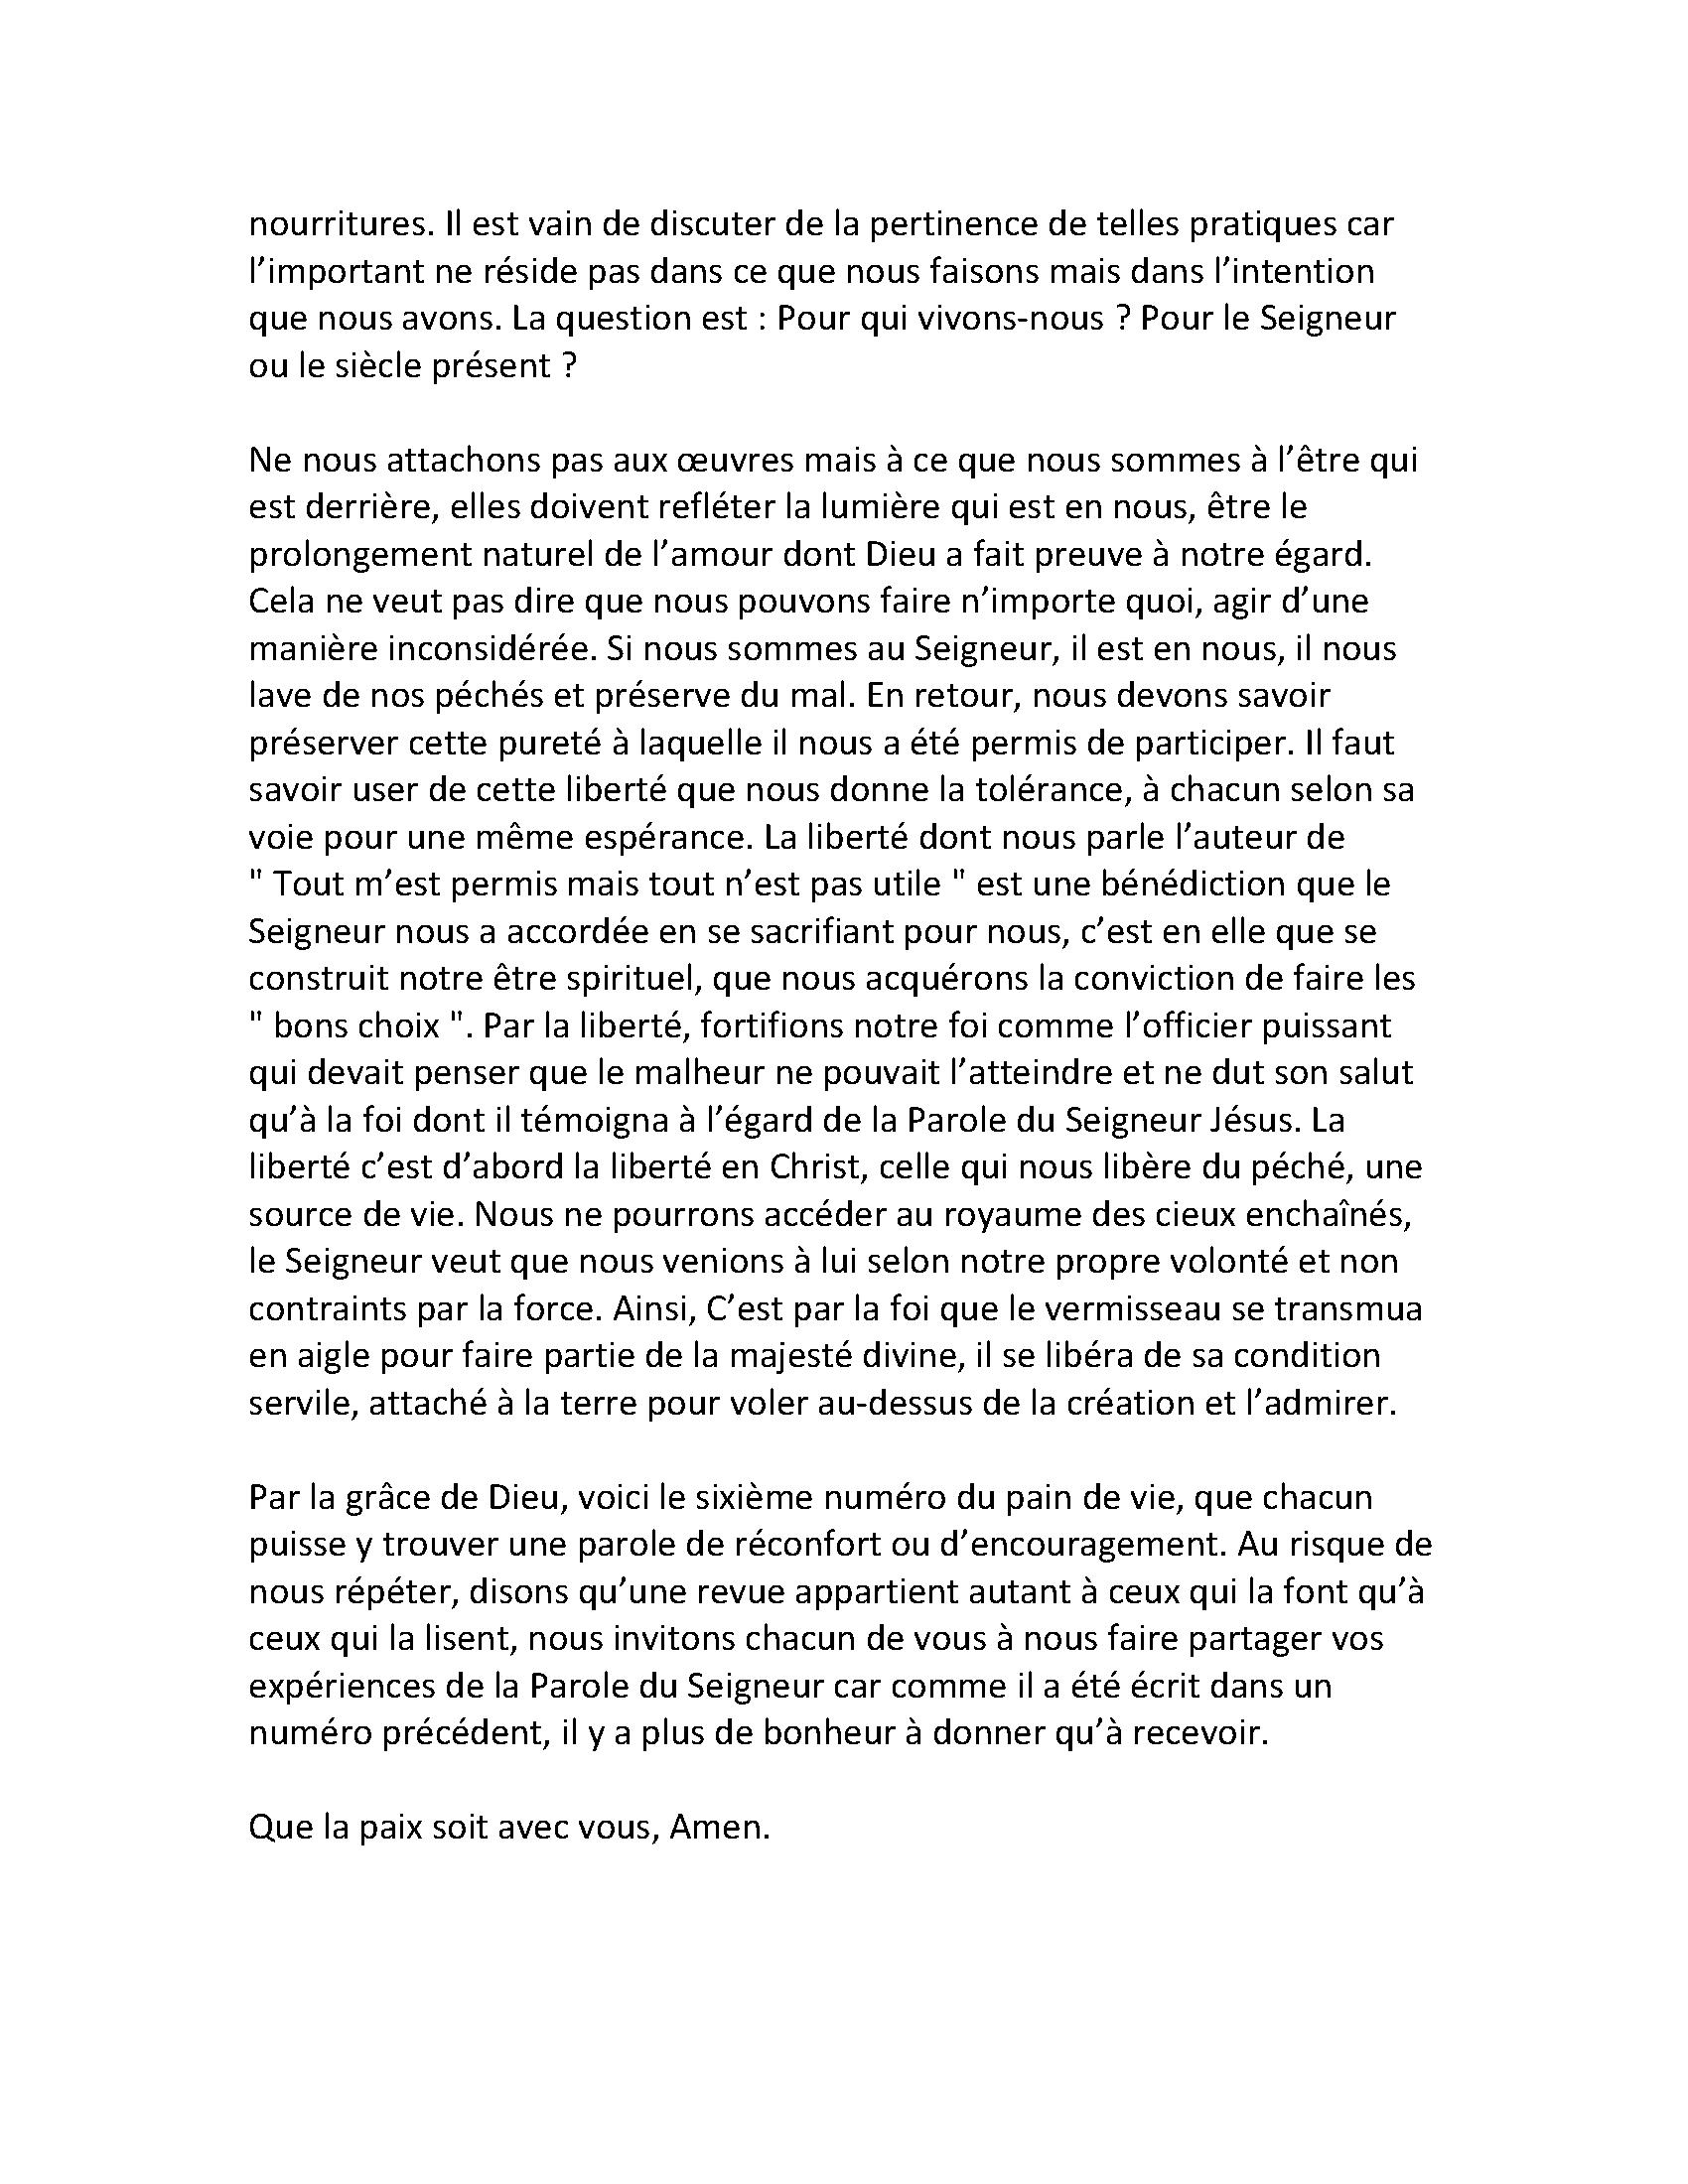 nourritures. Il est vain de discuter de la pertinence de telles pratiques car
l’important ne réside pas dans ce que nous faisons mais dans l’intention
que nous avons. La question est : Pour qui vivons-nous ? Pour le Seigneur
ou le siècle présent ?
Ne nous attachons pas aux œuvres mais à ce que nous sommes à l’être qui
est derrière, elles doivent refléter la lumière qui est en nous, être le
prolongement naturel de l’amour dont Dieu a fait preuve à notre égard.
Cela ne veut pas dire que nous pouvons faire n’importe quoi, agir d’une
manière inconsidérée. Si nous sommes au Seigneur, il est en nous, il nous
lave de nos péchés et préserve du mal. En retour, nous devons savoir
préserver cette pureté à laquelle il nous a été permis de participer. Il faut
savoir user de cette liberté que nous donne la tolérance, à chacun selon sa
voie pour une même espérance. La liberté dont nous parle l’auteur de
" Tout m’est permis mais tout n’est pas utile " est une bénédiction que le
Seigneur nous a accordée en se sacrifiant pour nous, c’est en elle que se
construit notre être spirituel, que nous acquérons la conviction de faire les
" bons choix ". Par la liberté, fortifions notre foi comme l’officier puissant
qui devait penser que le malheur ne pouvait l’atteindre et ne dut son salut
qu’à la foi dont il témoigna à l’égard de la Parole du Seigneur Jésus. La
liberté c’est d’abord la liberté en Christ, celle qui nous libère du péché, une
source de vie. Nous ne pourrons accéder au royaume des cieux enchaînés,
le Seigneur veut que nous venions à lui selon notre propre volonté et non
contraints par la force. Ainsi, C’est par la foi que le vermisseau se transmua
en aigle pour faire partie de la majesté divine, il se libéra de sa condition
servile, attaché à la terre pour voler au-dessus de la création et l’admirer.
Par la grâce de Dieu, voici le sixième numéro du pain de vie, que chacun
puisse y trouver une parole de réconfort ou d’encouragement. Au risque de
nous répéter, disons qu’une revue appartient autant à ceux qui la font qu’à
ceux qui la lisent, nous invitons chacun de vous à nous faire partager vos
expériences de la Parole du Seigneur car comme il a été écrit dans un
numéro précédent, il y a plus de bonheur à donner qu’à recevoir.
Que la paix soit avec vous, Amen.